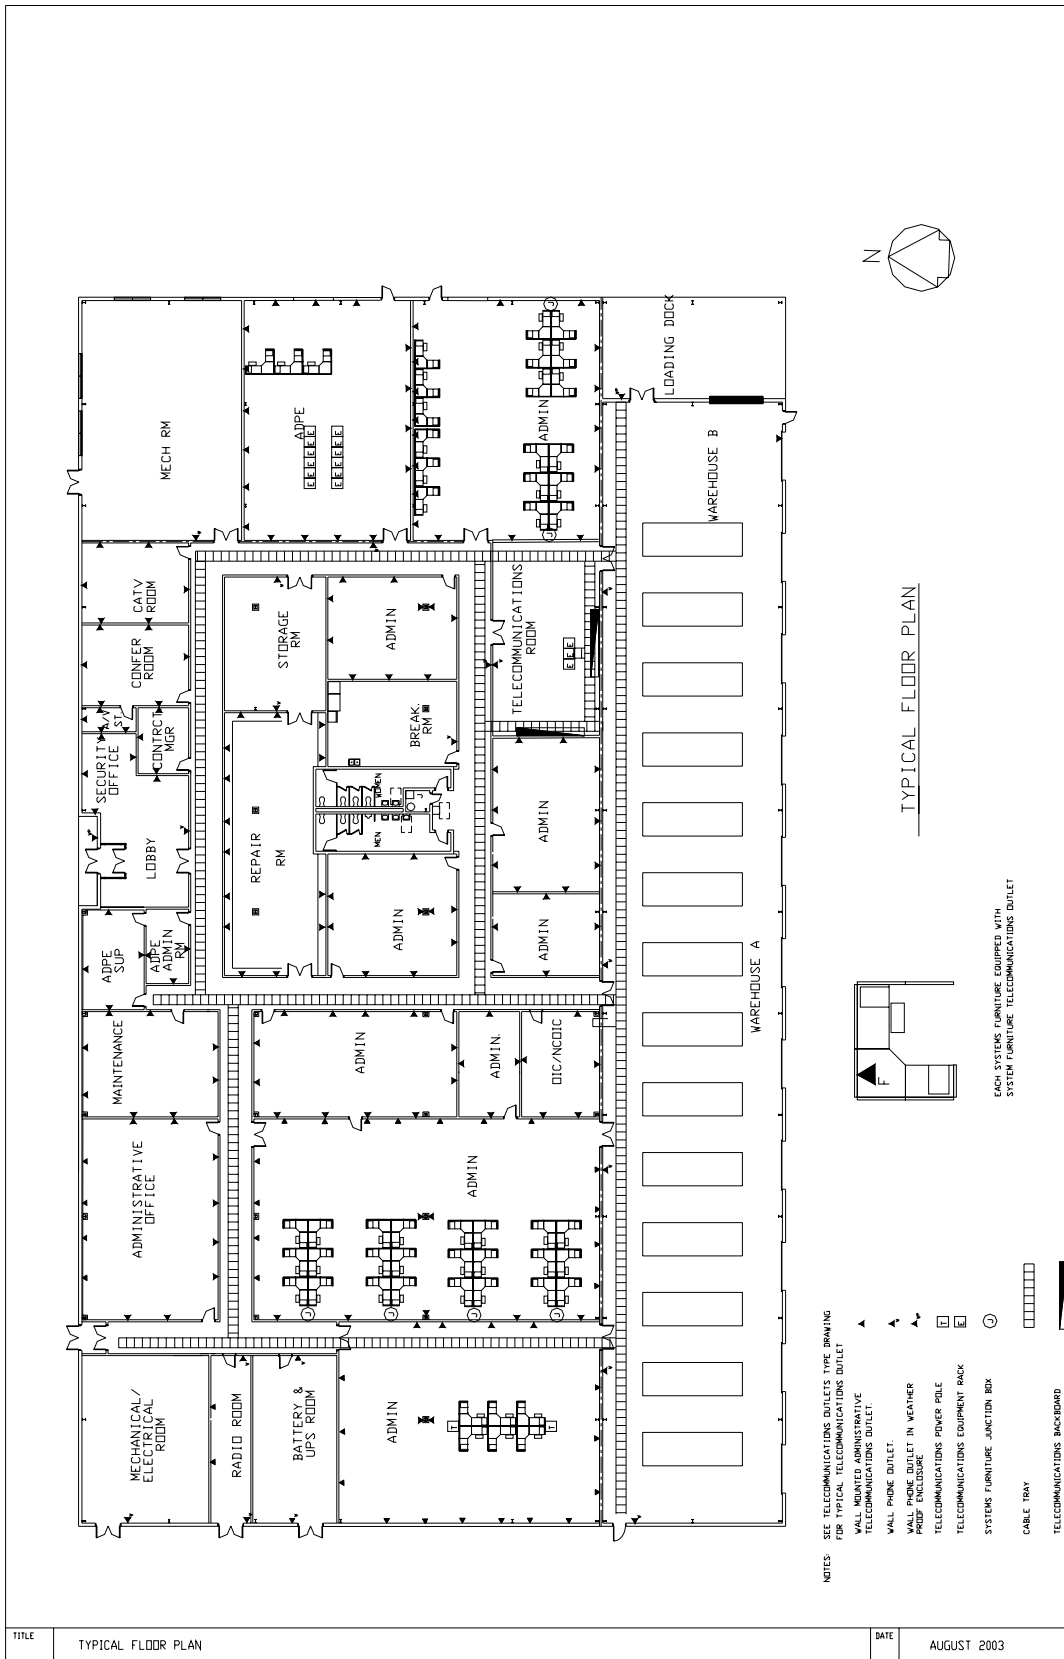 N
LOADING DOCK
MECH RM
ADPE
E E E E E E
E E E E E E
ADMIN
J
J
WAREHOUSE B
CATV
ROOM
CONFER
ROOM
A/V
ST
CONTRCT
MGR
SECURITY
OFFICE
LOBBY
STORAGE
RM
ADMIN
BREAK.
RM
TELECOMMUNICATIONS
ROOM
E E E
WOMEN
MEN
J
REPAIR
RM
ADMIN
ADMIN
ADMIN
ADPE
SUP
ADPE
ADMIN
RM
WAREHOUSE A
MAINTENANCE
ADMIN
ADMIN.
OIC/NCOIC
ADMINISTRATIVE
OFFICE
ADMIN
J
J
J
J
MECHANICAL/
ELECTRICAL
ROOM
RADIO ROOM
BATTERY &
UPS ROOM
ADMIN
T
T
TYPICAL FLOOR PLAN
F
EACH SYSTEMS FURNITURE EQUIPPED WITH
SYSTEM FURNITURE TELECOMMUNICATIONS OUTLET
NOTES: SEE TELECOMMUNICATIONS OUTLETS TYPE DRAWING
FOR TYPICAL TELECOMMUNICATIONS OUTLET
WALL MOUNTED ADMINISTRATIVE
TELECOMMUNICATIONS OUTLET.
WALL PHONE OUTLET.
WALL PHONE OUTLET IN WEATHER
PROOF ENCLOSURE
TELECOMMUNICATIONS POWER POLE
T
TELECOMMUNICATIONS EQUIPMENT RACK
E
SYSTEMS FURNITURE JUNCTION BOX
J
CABLE TRAY
TELECOMMUNICATIONS BACKBOARD
TITLE
TYPICAL FLOOR PLAN
DATE
AUGUST 2003